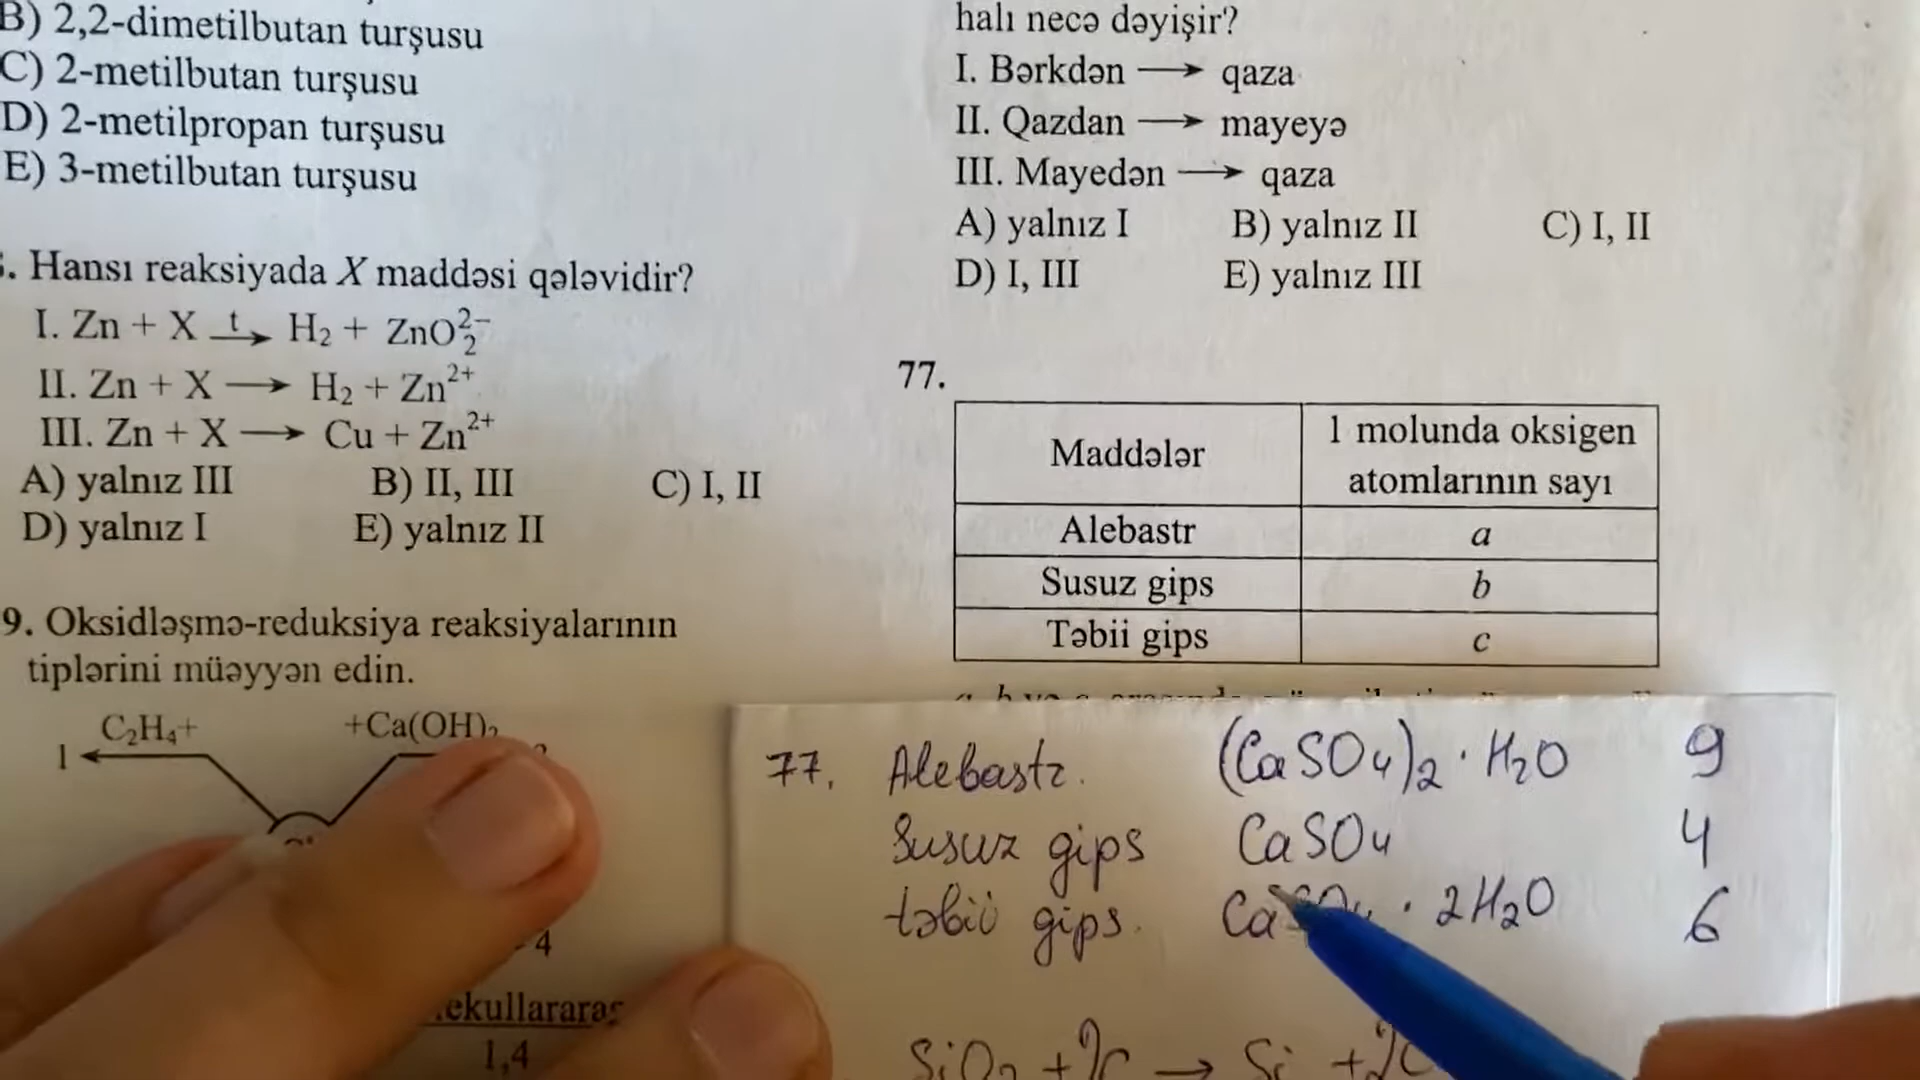 B) 2,2-dimetilbutan turşusu
C) 2-metilbutan turşusu
D) 2-metilpropan turşusu
E) 3-metilbutan turşusu
. Hansı reaksiyada X maddəsi qələvidir?
I. Zn + X —t→ H₂ + ZnO₂²⁻
II. Zn + X ⟶ H₂ + Zn²⁺
III. Zn + X ⟶ Cu + Zn²⁺
A) yalnız III B) II, III C) I, II
D) yalnız I E) yalnız II
9. Oksidləşmə-reduksiya reaksiyalarının
tiplərini müəyyən edin.
C₂H₄+ +Ca(OH)₂
1
4
1,4
halı necə dəyişir?
I. Bərkdən ⟶ qaza
II. Qazdan ⟶ mayeyə
III. Mayedən ⟶ qaza
A) yalnız I B) yalnız II C) I, II
D) I, III E) yalnız III
77.
Maddələr 1 molunda oksigen
atomlarının sayı
Alebastr a
Susuz gips b
Təbii gips c
77. Alebastr. (CaSO₄)₂ · H₂O 9
Susuz gips CaSO₄ 4
təbii gips. CaSO₄ · 2H₂O 6
SiO₂ + 2C → Si + 2C